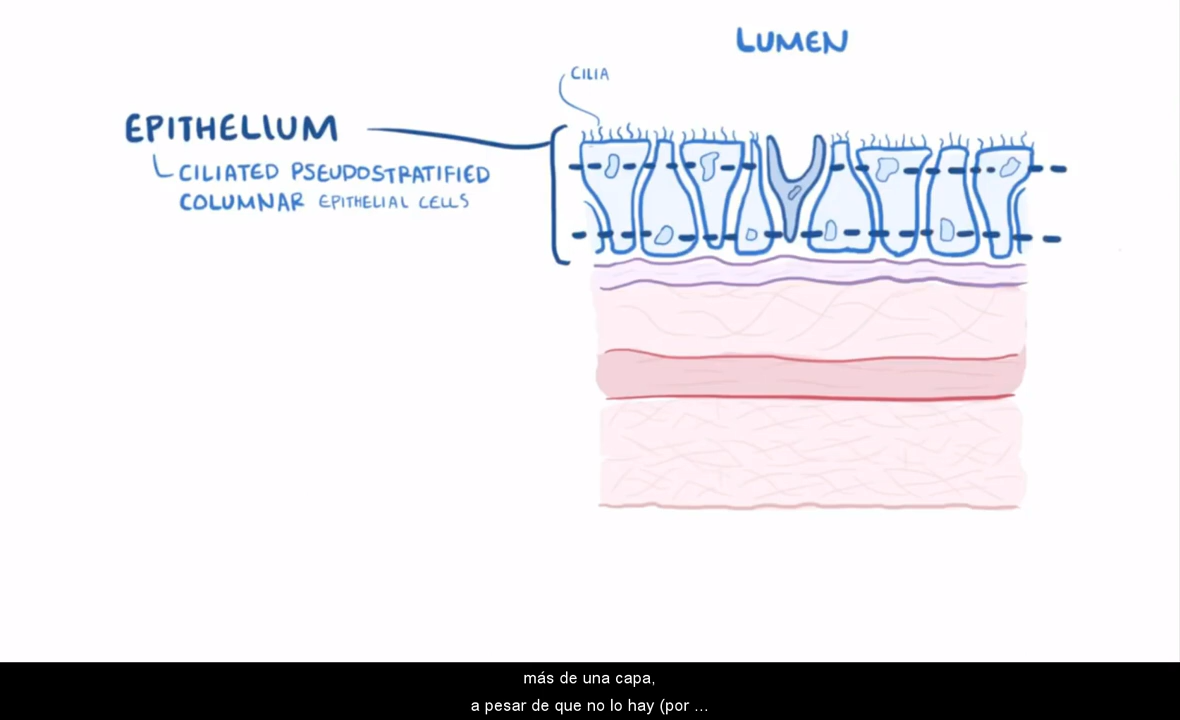 LUMEN
CILIA
EPITHELIUM
CILIATED PSEUDOSTRATIFIED
COLUMNAR EPITHELIAL CELLS
más de una capa,
a pesar de que no lo hay (por ...